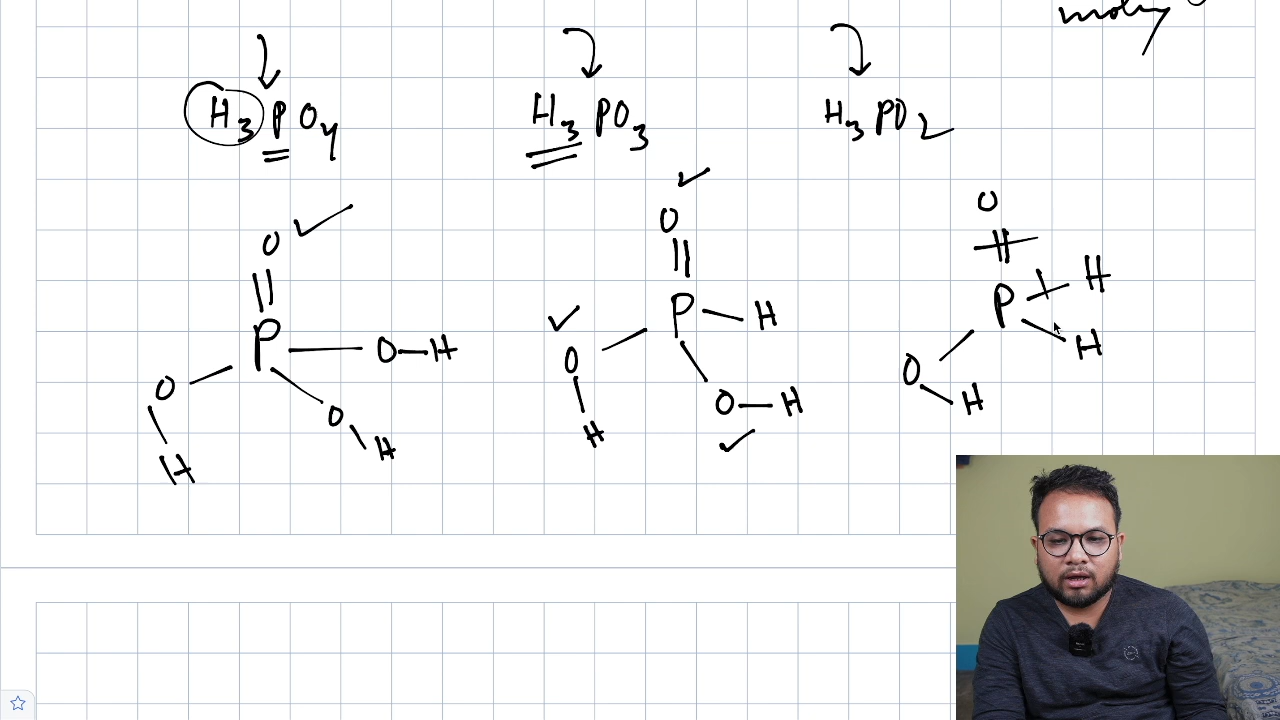 H3PO4 H3PO3 H3PO2
O O O
P P H
O-H H P
O O H
H O-H O H
O H
H